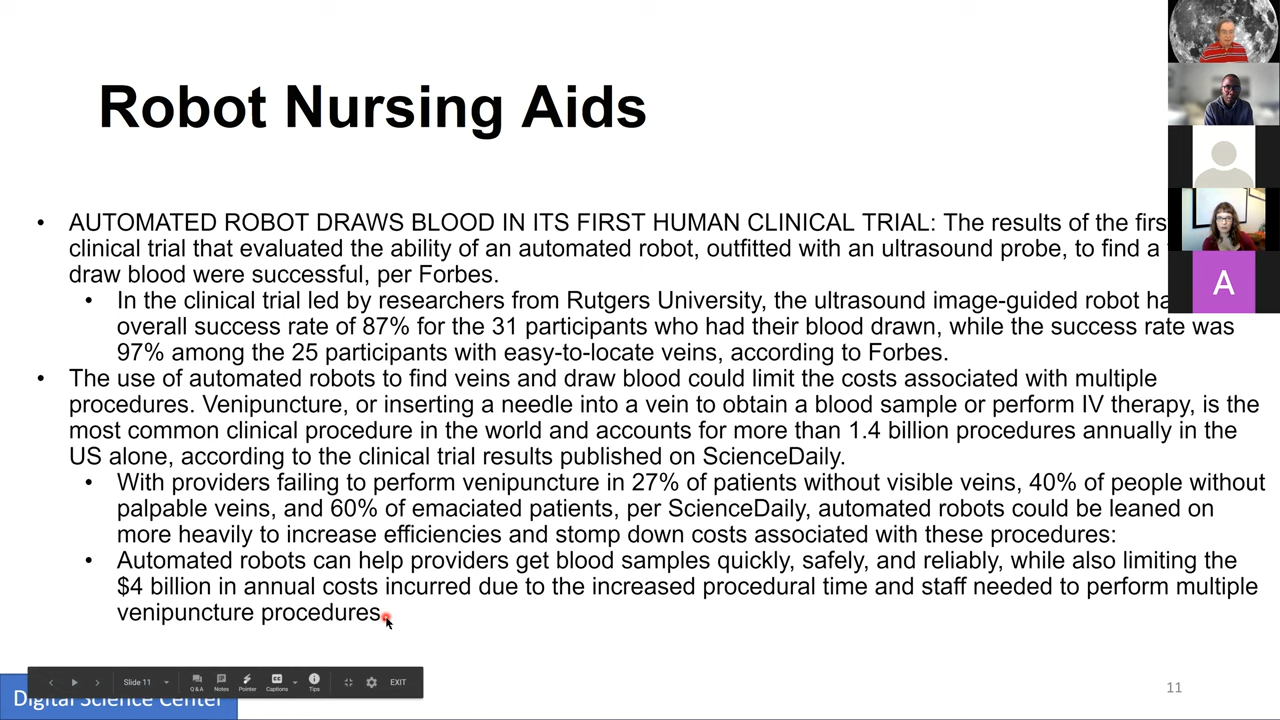 Robot Nursing Aids
• AUTOMATED ROBOT DRAWS BLOOD IN ITS FIRST HUMAN CLINICAL TRIAL: The results of the
clinical trial that evaluated the ability of an automated robot, outfitted with an ultrasound probe, to find a
draw blood were successful, per Forbes.
• In the clinical trial led by researchers from Rutgers University, the ultrasound image-guided robot
overall success rate of 87% for the 31 participants who had their blood drawn, while the success rate was
97% among the 25 participants with easy-to-locate veins, according to Forbes.
• The use of automated robots to find veins and draw blood could limit the costs associated with multiple
procedures. Venipuncture, or inserting a needle into a vein to obtain a blood sample or perform IV therapy, is the
most common clinical procedure in the world and accounts for more than 1.4 billion procedures annually in the
US alone, according to the clinical trial results published on ScienceDaily.
• With providers failing to perform venipuncture in 27% of patients without visible veins, 40% of people without
palpable veins, and 60% of emaciated patients, per ScienceDaily, automated robots could be leaned on
more heavily to increase efficiencies and stomp down costs associated with these procedures:
• Automated robots can help providers get blood samples quickly, safely, and reliably, while also limiting the
$4 billion in annual costs incurred due to the increased procedural time and staff needed to perform multiple
venipuncture procedures.
A
Slide 11
Q&A Notes Pointer Captions Tips EXIT
Digital Science Center
11